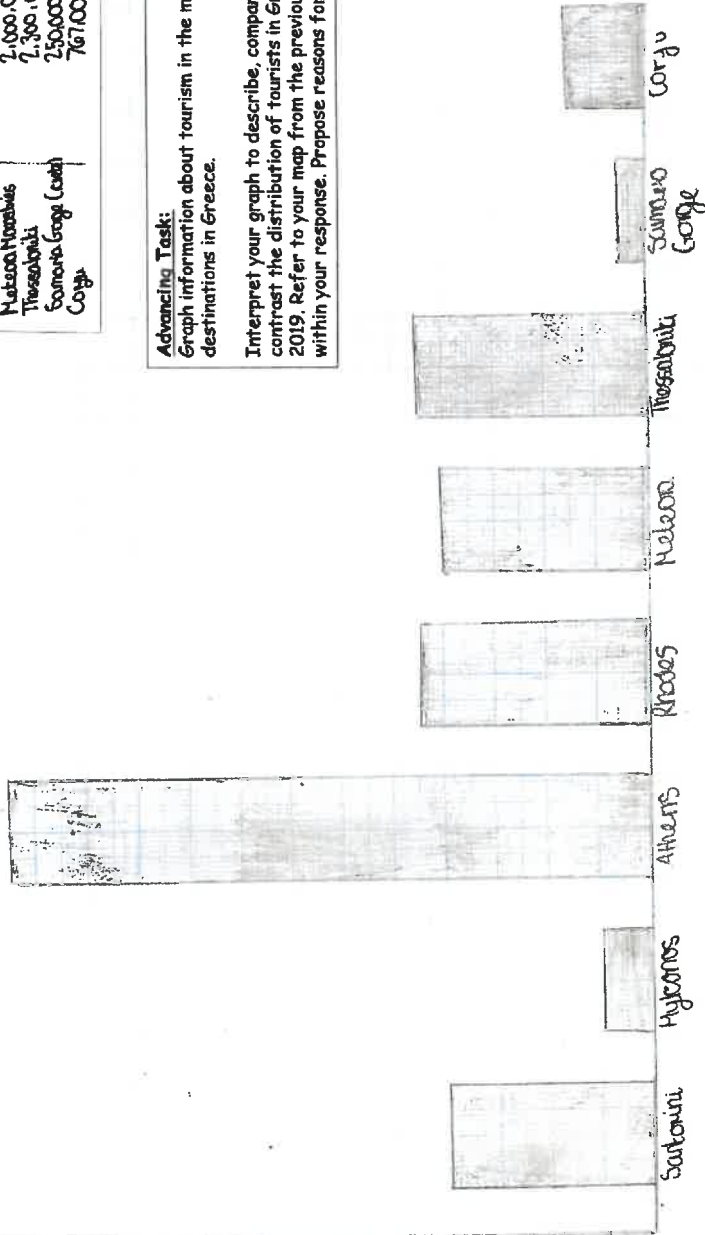 Meteora Monasteries 2,000,0
Thessaloniki 2,300,0
Samaria Gorge (Crete) 250,000
Corfu 767,00
Advancing Task:
Graph information about tourism in the m
destinations in Greece.
Interpret your graph to describe, compar
contrast the distribution of tourists in Gr
2019. Refer to your map from the previou
within your response. Propose reasons for
Santorini
Mykonos
Athens
Rhodes
Meteora
Thessaloniki
Samaria
Gorge
Corfu